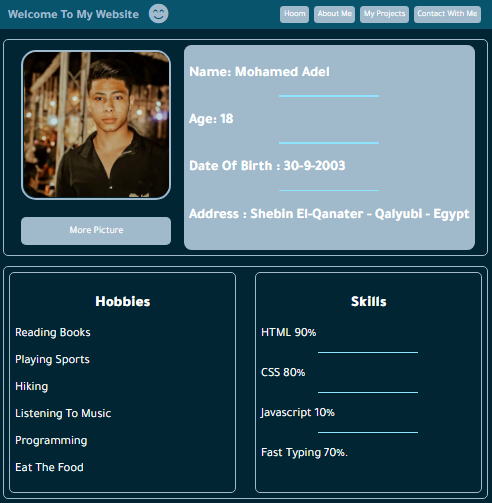 Welcome To My Website
Hoom
About Me
My Projects
Contact With Me
Name: Mohamed Adel
Age: 18
Date Of Birth : 30-9-2003
Address : Shebin El-Qanater - Qalyubi - Egypt
More Picture
Hobbies
Reading Books
Playing Sports
Hiking
Listening To Music
Programming
Eat The Food
Skills
HTML 90%
CSS 80%
Javascript 10%
Fast Typing 70%.